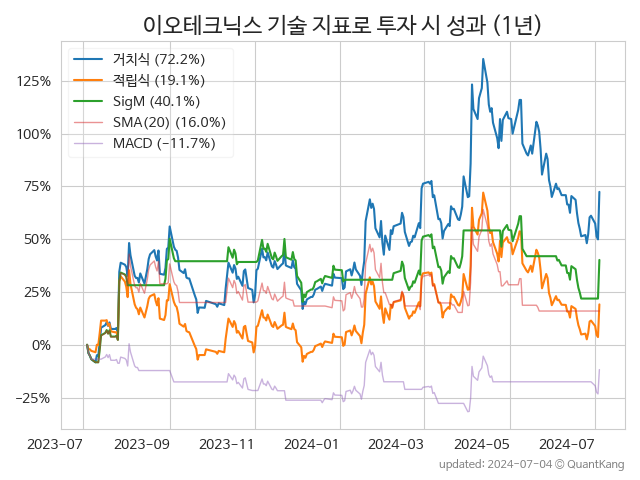 이오테크닉스 기술 지표로 투자 시 성과 (1년)
거치식 (72.2%)
적립식 (19.1%)
SigM (40.1%)
SMA(20) (16.0%)
MACD (−11.7%)
125%
100%
75%
50%
25%
0%
−25%
2023-07 2023-09 2023-11 2024-01 2024-03 2024-05 2024-07
updated: 2024-07-04 © QuantKang